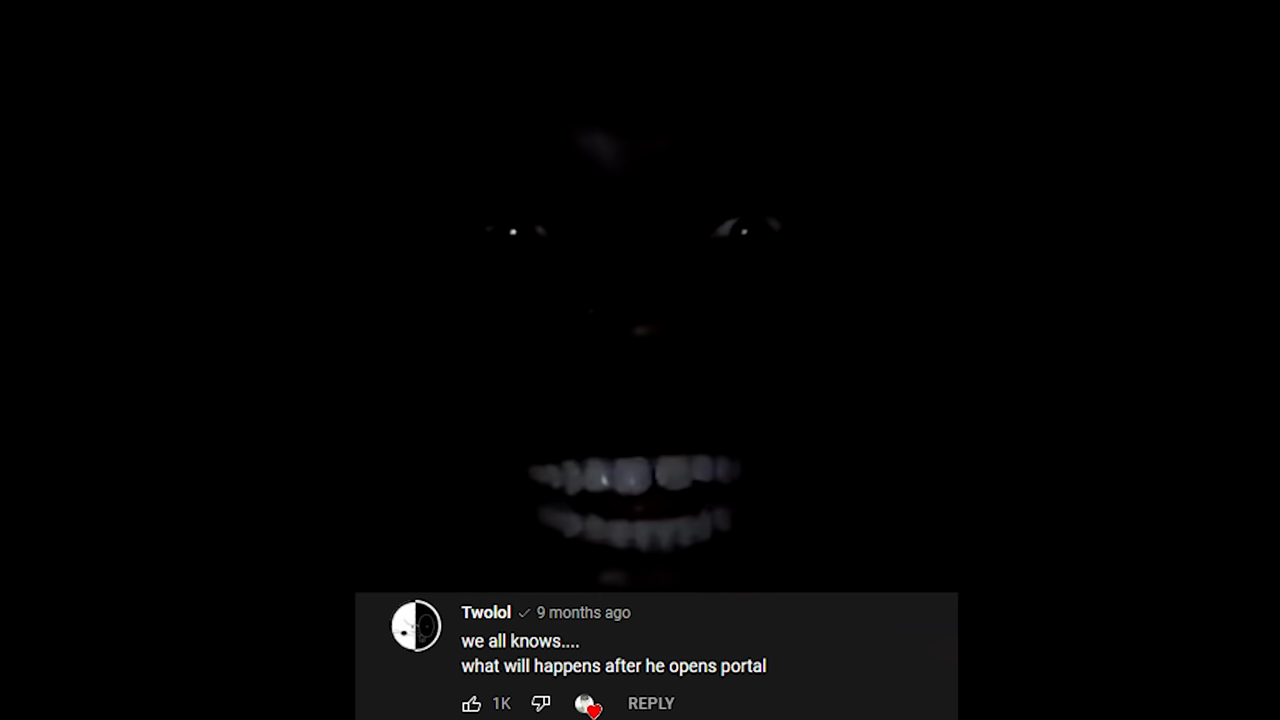 Twolol 9 months ago
we all knows....
what will happens after he opens portal
1K REPLY